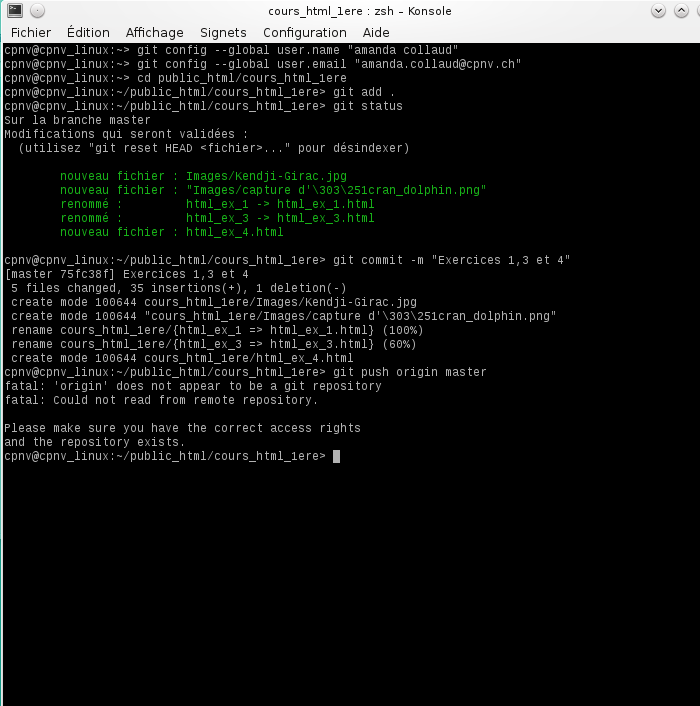 cours_html_1ere : zsh – Konsole
Fichier Édition Affichage Signets Configuration Aide
cpnv@cpnv_linux:~> git config --global user.name "amanda collaud"
cpnv@cpnv_linux:~> git config --global user.email "amanda.collaud@cpnv.ch"
cpnv@cpnv_linux:~> cd public_html/cours_html_1ere
cpnv@cpnv_linux:~/public_html/cours_html_1ere> git add .
cpnv@cpnv_linux:~/public_html/cours_html_1ere> git status
Sur la branche master
Modifications qui seront validées :
  (utilisez "git reset HEAD <fichier>..." pour désindexer)
        nouveau fichier : Images/Kendji-Girac.jpg
        nouveau fichier : "Images/capture d'\303\251cran_dolphin.png"
        renommé :         html_ex_1 -> html_ex_1.html
        renommé :         html_ex_3 -> html_ex_3.html
        nouveau fichier : html_ex_4.html
cpnv@cpnv_linux:~/public_html/cours_html_1ere> git commit -m "Exercices 1,3 et 4"
[master 75fc38f] Exercices 1,3 et 4
 5 files changed, 35 insertions(+), 1 deletion(-)
 create mode 100644 cours_html_1ere/Images/Kendji-Girac.jpg
 create mode 100644 "cours_html_1ere/Images/capture d'\303\251cran_dolphin.png"
 rename cours_html_1ere/{html_ex_1 => html_ex_1.html} (100%)
 rename cours_html_1ere/{html_ex_3 => html_ex_3.html} (60%)
 create mode 100644 cours_html_1ere/html_ex_4.html
cpnv@cpnv_linux:~/public_html/cours_html_1ere> git push origin master
fatal: 'origin' does not appear to be a git repository
fatal: Could not read from remote repository.
Please make sure you have the correct access rights
and the repository exists.
cpnv@cpnv_linux:~/public_html/cours_html_1ere>